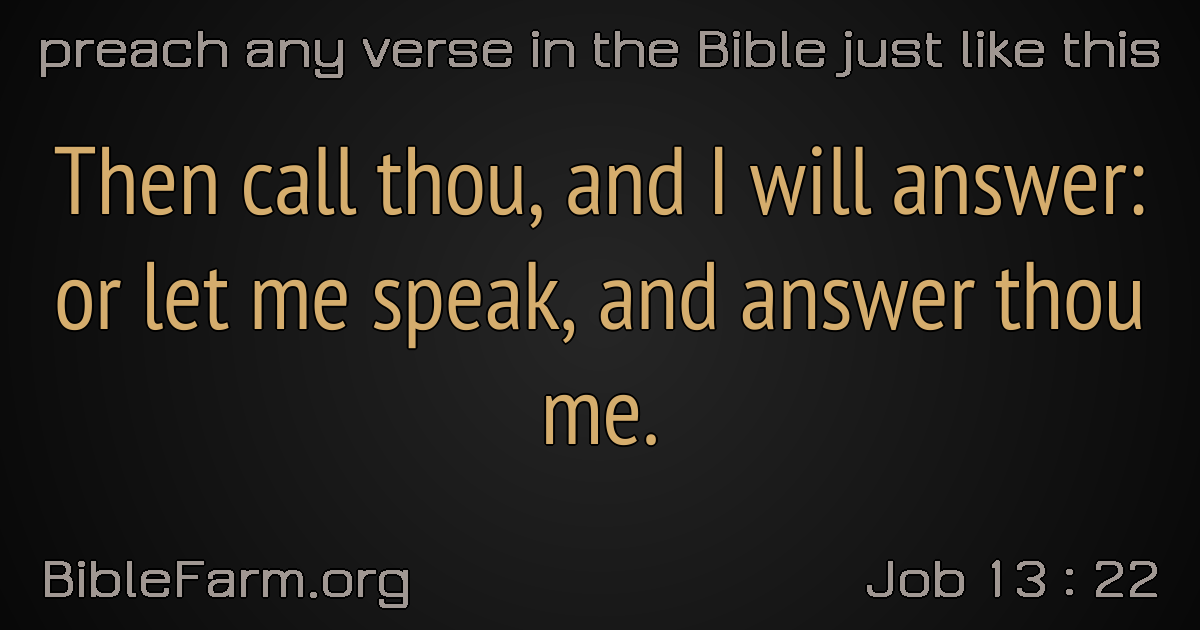 preach any verse in the Bible just like this
Then call thou, and I will answer:
or let me speak, and answer thou
me.
BibleFarm.org
Job 13 : 22